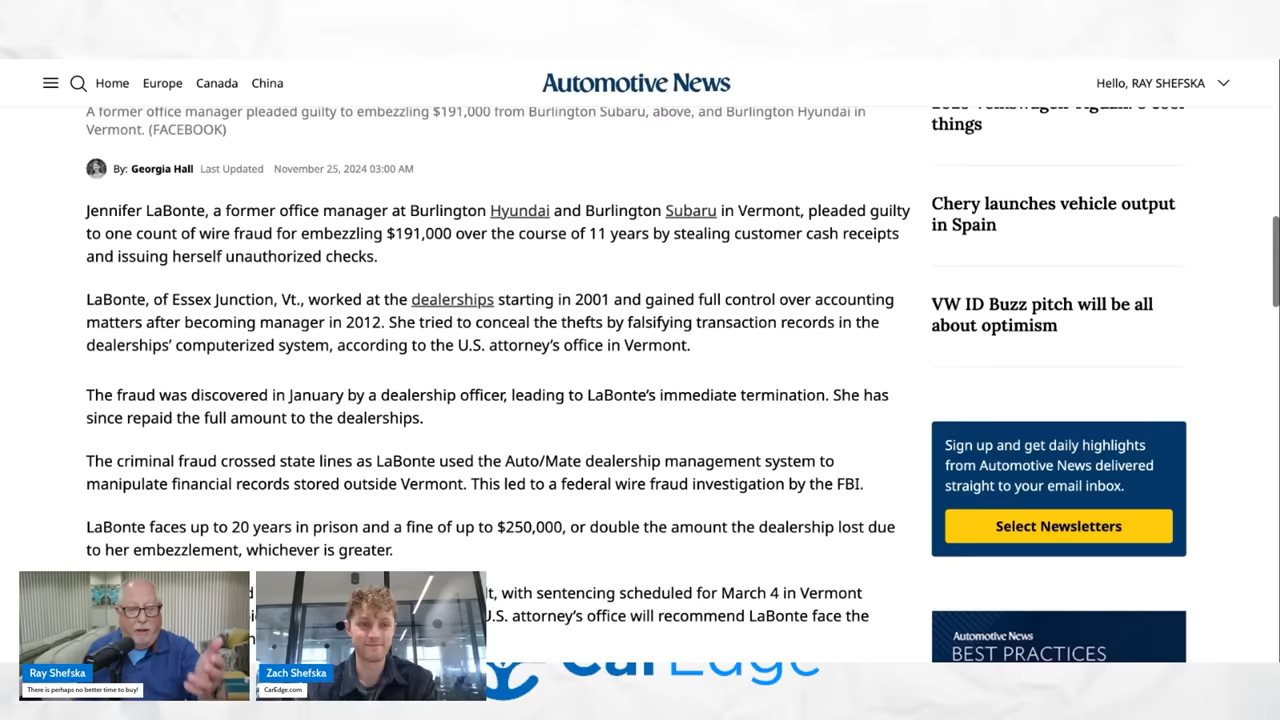 Home Europe Canada China
Automotive News
Hello, RAY SHEFSKA
A former office manager pleaded guilty to embezzling $191,000 from Burlington Subaru, above, and Burlington Hyundai in
Vermont. (FACEBOOK)
By: Georgia Hall Last Updated November 25, 2024 03:00 AM
Jennifer LaBonte, a former office manager at Burlington Hyundai and Burlington Subaru in Vermont, pleaded guilty
to one count of wire fraud for embezzling $191,000 over the course of 11 years by stealing customer cash receipts
and issuing herself unauthorized checks.
LaBonte, of Essex Junction, Vt., worked at the dealerships starting in 2001 and gained full control over accounting
matters after becoming manager in 2012. She tried to conceal the thefts by falsifying transaction records in the
dealerships’ computerized system, according to the U.S. attorney’s office in Vermont.
The fraud was discovered in January by a dealership officer, leading to LaBonte’s immediate termination. She has
since repaid the full amount to the dealerships.
The criminal fraud crossed state lines as LaBonte used the Auto/Mate dealership management system to
manipulate financial records stored outside Vermont. This led to a federal wire fraud investigation by the FBI.
LaBonte faces up to 20 years in prison and a fine of up to $250,000, or double the amount the dealership lost due
to her embezzlement, whichever is greater.
with sentencing scheduled for March 4 in Vermont
U.S. attorney’s office will recommend LaBonte face the
things
Chery launches vehicle output
in Spain
VW ID Buzz pitch will be all
about optimism
Sign up and get daily highlights
from Automotive News delivered
straight to your email inbox.
Select Newsletters
Automotive News
BEST PRACTICES
Ray Shefska
There is perhaps no better time to buy!
Zach Shefska
CarEdge.com
CarEdge